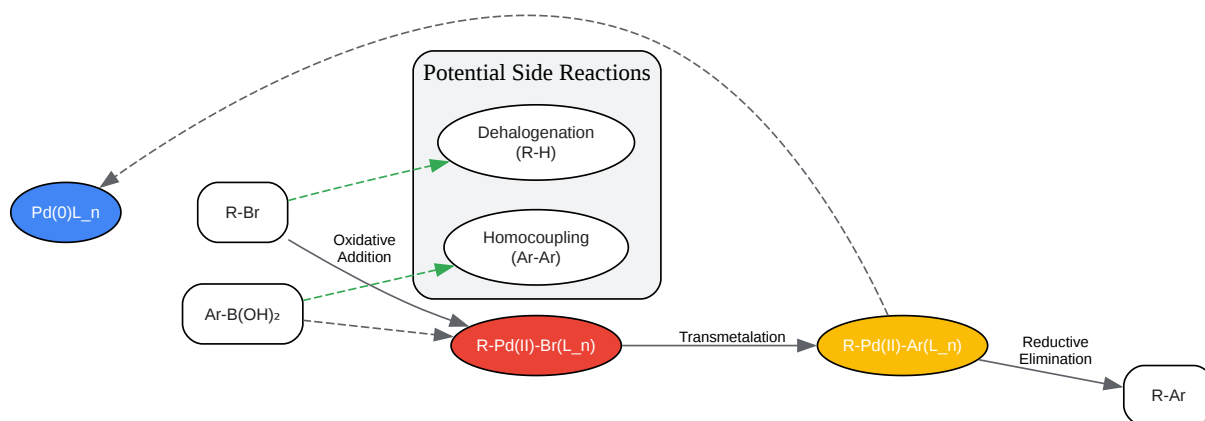 Potential Side Reactions
Dehalogenation
(R-H)
Pd(0)L_n
R-Br
Oxidative
Addition
Homocoupling
(Ar-Ar)
Ar-B(OH)₂
R-Pd(II)-Br(L_n)
Transmetalation
R-Pd(II)-Ar(L_n)
Reductive
Elimination
R-Ar